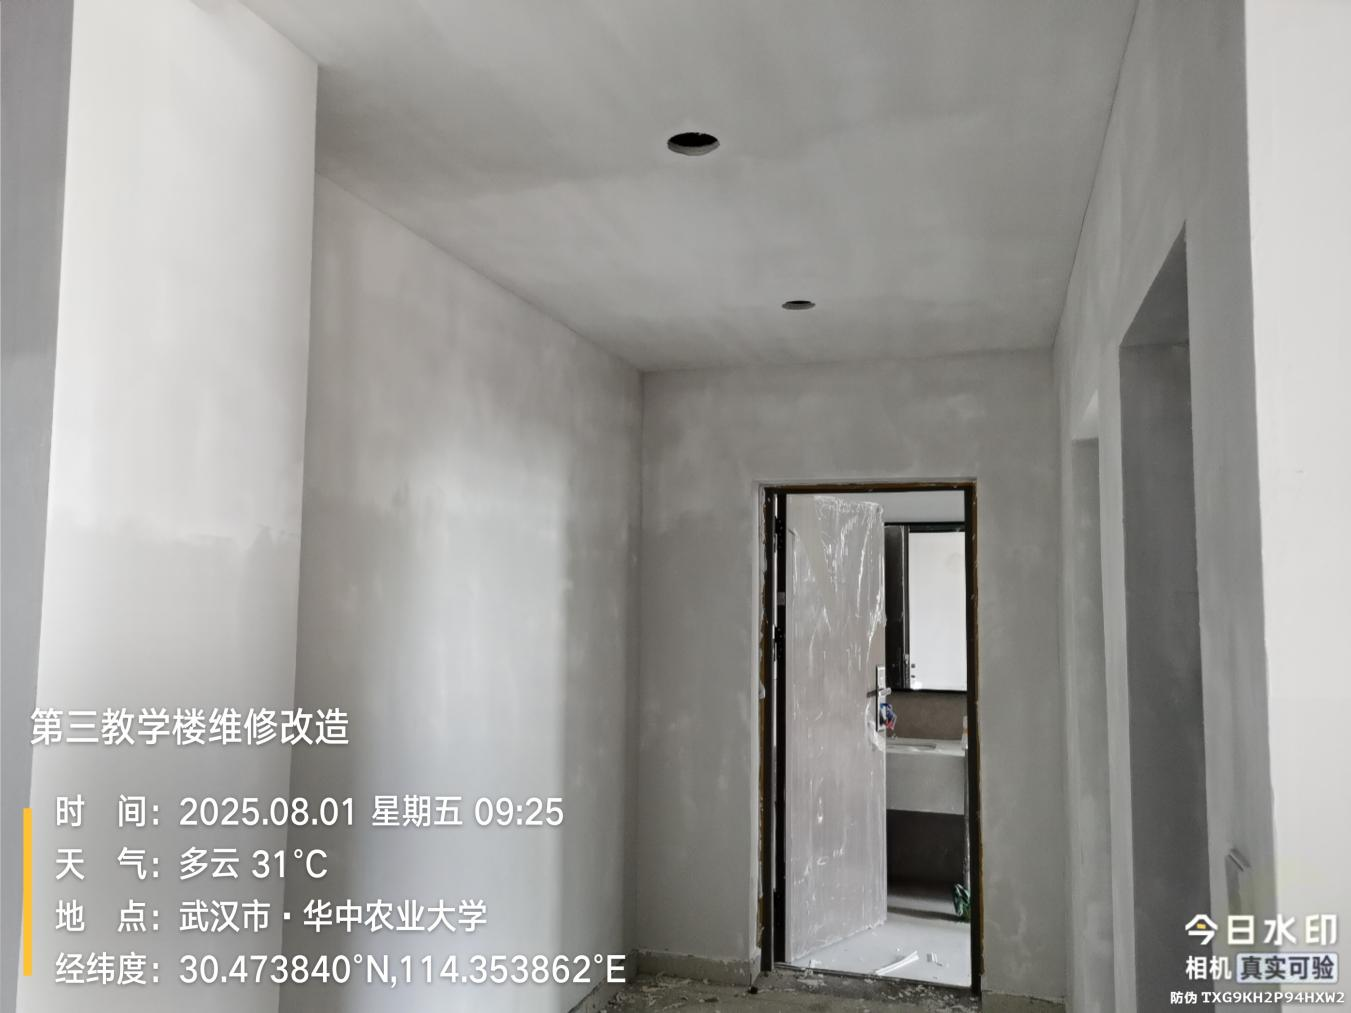 第三教学楼维修改造
时 间：2025.08.01 星期五 09:25
天 气：多云 31°C
地 点：武汉市·华中农业大学
经纬度：30.473840°N,114.353862°E
今日水印
相机 真实可验
防伪 TXG9KH2P94HXW2